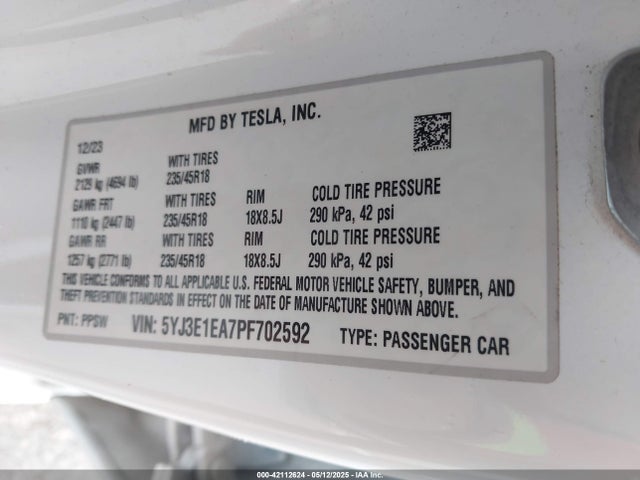 MFD BY TESLA, INC.
12/23
GVWR WITH TIRES
2129 kg (4694 lb) 235/45R18
GAWR FRT WITH TIRES RIM COLD TIRE PRESSURE
1110 kg (2447 lb) 235/45R18 18X8.5J 290 kPa, 42 psi
GAWR RR WITH TIRES RIM COLD TIRE PRESSURE
1257 kg (2771 lb) 235/45R18 18X8.5J 290 kPa, 42 psi
THIS VEHICLE CONFORMS TO ALL APPLICABLE U.S. FEDERAL MOTOR VEHICLE SAFETY, BUMPER, AND
THEFT PREVENTION STANDARDS IN EFFECT ON THE DATE OF MANUFACTURE SHOWN ABOVE.
PNT: PPSW VIN: 5YJ3E1EA7PF702592 TYPE: PASSENGER CAR
000-42112624 - 05/12/2025 - IAA Inc.